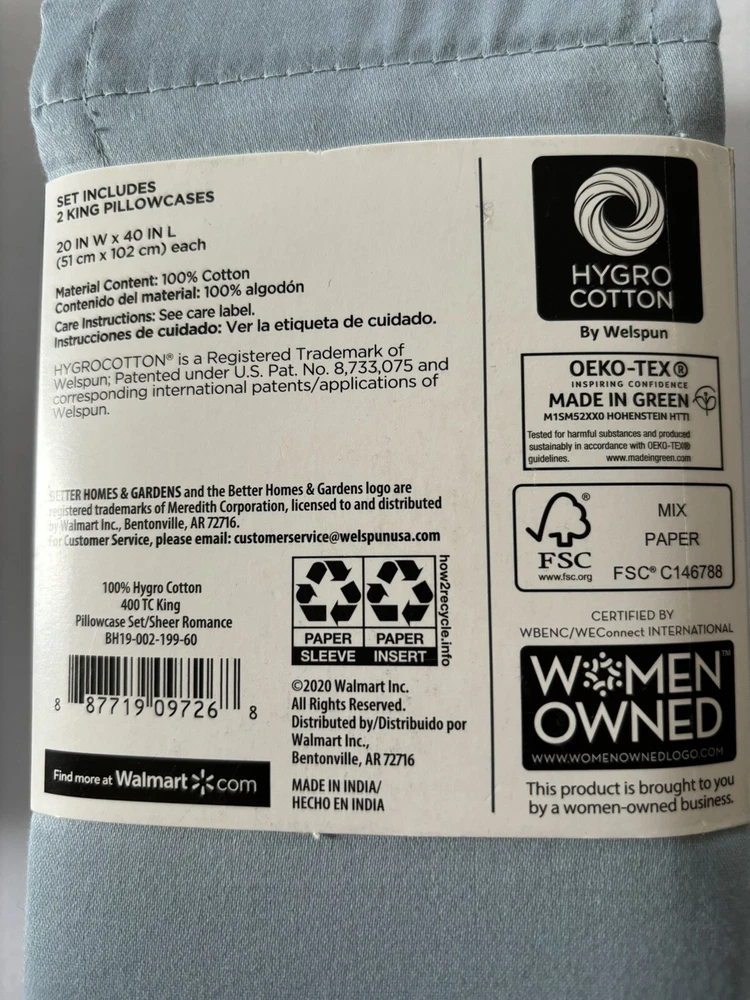 SET INCLUDES
2 KING PILLOWCASES
20 IN W x 40 IN L
(51 cm x 102 cm) each
Material Content: 100% Cotton
Contenido del material: 100% algodón
Care Instructions: See care label.
Instrucciones de cuidado: Ver la etiqueta de cuidado.
HYGROCOTTON® is a Registered Trademark of
Welspun; Patented under U.S. Pat. No. 8,733,075 and
corresponding international patents/applications of
Welspun.
BETTER HOMES & GARDENS and the Better Homes & Gardens logo are
registered trademarks of Meredith Corporation, licensed to and distributed
by Walmart Inc., Bentonville, AR 72716.
For Customer Service, please email: customerservice@welspunusa.com
100% Hygro Cotton
400 TC King
Pillowcase Set/Sheer Romance
BH19-002-199-60
8 87719 09726 8
Find more at Walmart.com
PAPER PAPER
SLEEVE INSERT
how2recycle.info
©2020 Walmart Inc.
All Rights Reserved.
Distributed by/Distribuido por
Walmart Inc.,
Bentonville, AR 72716
MADE IN INDIA/
HECHO EN INDIA
HYGRO
COTTON
By Welspun
OEKO-TEX®
INSPIRING CONFIDENCE
MADE IN GREEN
M1SM52XX0 HOHENSTEIN HTTI
Tested for harmful substances and produced
sustainably in accordance with OEKO-TEX®
guidelines. www.madeingreen.com
®
FSC
www.fsc.org
MIX
PAPER
FSC® C146788
CERTIFIED BY
WBENC/WEConnect INTERNATIONAL
WOMEN™
OWNED
WWW.WOMENOWNEDLOGO.COM
This product is brought to you
by a women-owned business.